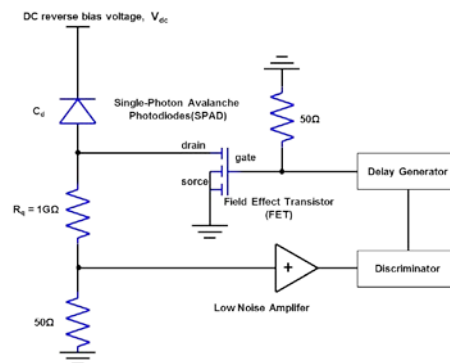 DC reverse bias voltage, Vdc
Cd
Single-Photon Avalanche
Photodiodes(SPAD)
50Ω
drain
gate
sorce
Delay Generator
Field Effect Transistor
(FET)
Rq = 1GΩ
+
Discriminator
Low Noise Amplifer
50Ω